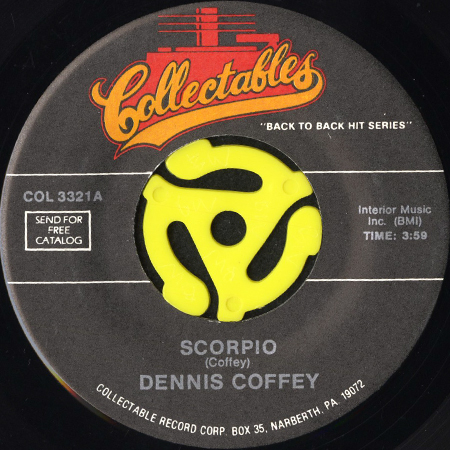 Collectables
"BACK TO BACK HIT SERIES"
COL 3321A
SEND FOR
FREE
CATALOG
Interior Music
Inc. (BMI)
TIME: 3:59
SCORPIO
(Coffey)
DENNIS COFFEY
COLLECTABLE RECORD CORP. BOX 35, NARBERTH, PA. 19072